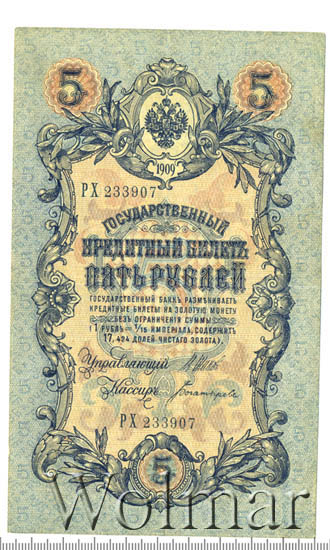 5 5
1909
РХ 233907
ГОСУДАРСТВЕННЫЙ
КРЕДИТНЫЙ БИЛЕТЪ
ПЯТЬ РУБЛЕЙ
ГОСУДАРСТВЕННЫЙ БАНКЪ РАЗМѢНИВАЕТЪ
КРЕДИТНЫЕ БИЛЕТЫ НА ЗОЛОТУЮ МОНЕТУ
БЕЗЪ ОГРАНИЧЕНІЯ СУММЫ
(1 РУБЛЬ = 1/15 ИМПЕРІАЛА, СОДЕРЖИТЪ
17,424 ДОЛЕЙ ЧИСТАГО ЗОЛОТА).
Управляющій
Кассиръ
РХ 233907
5
Wolmar